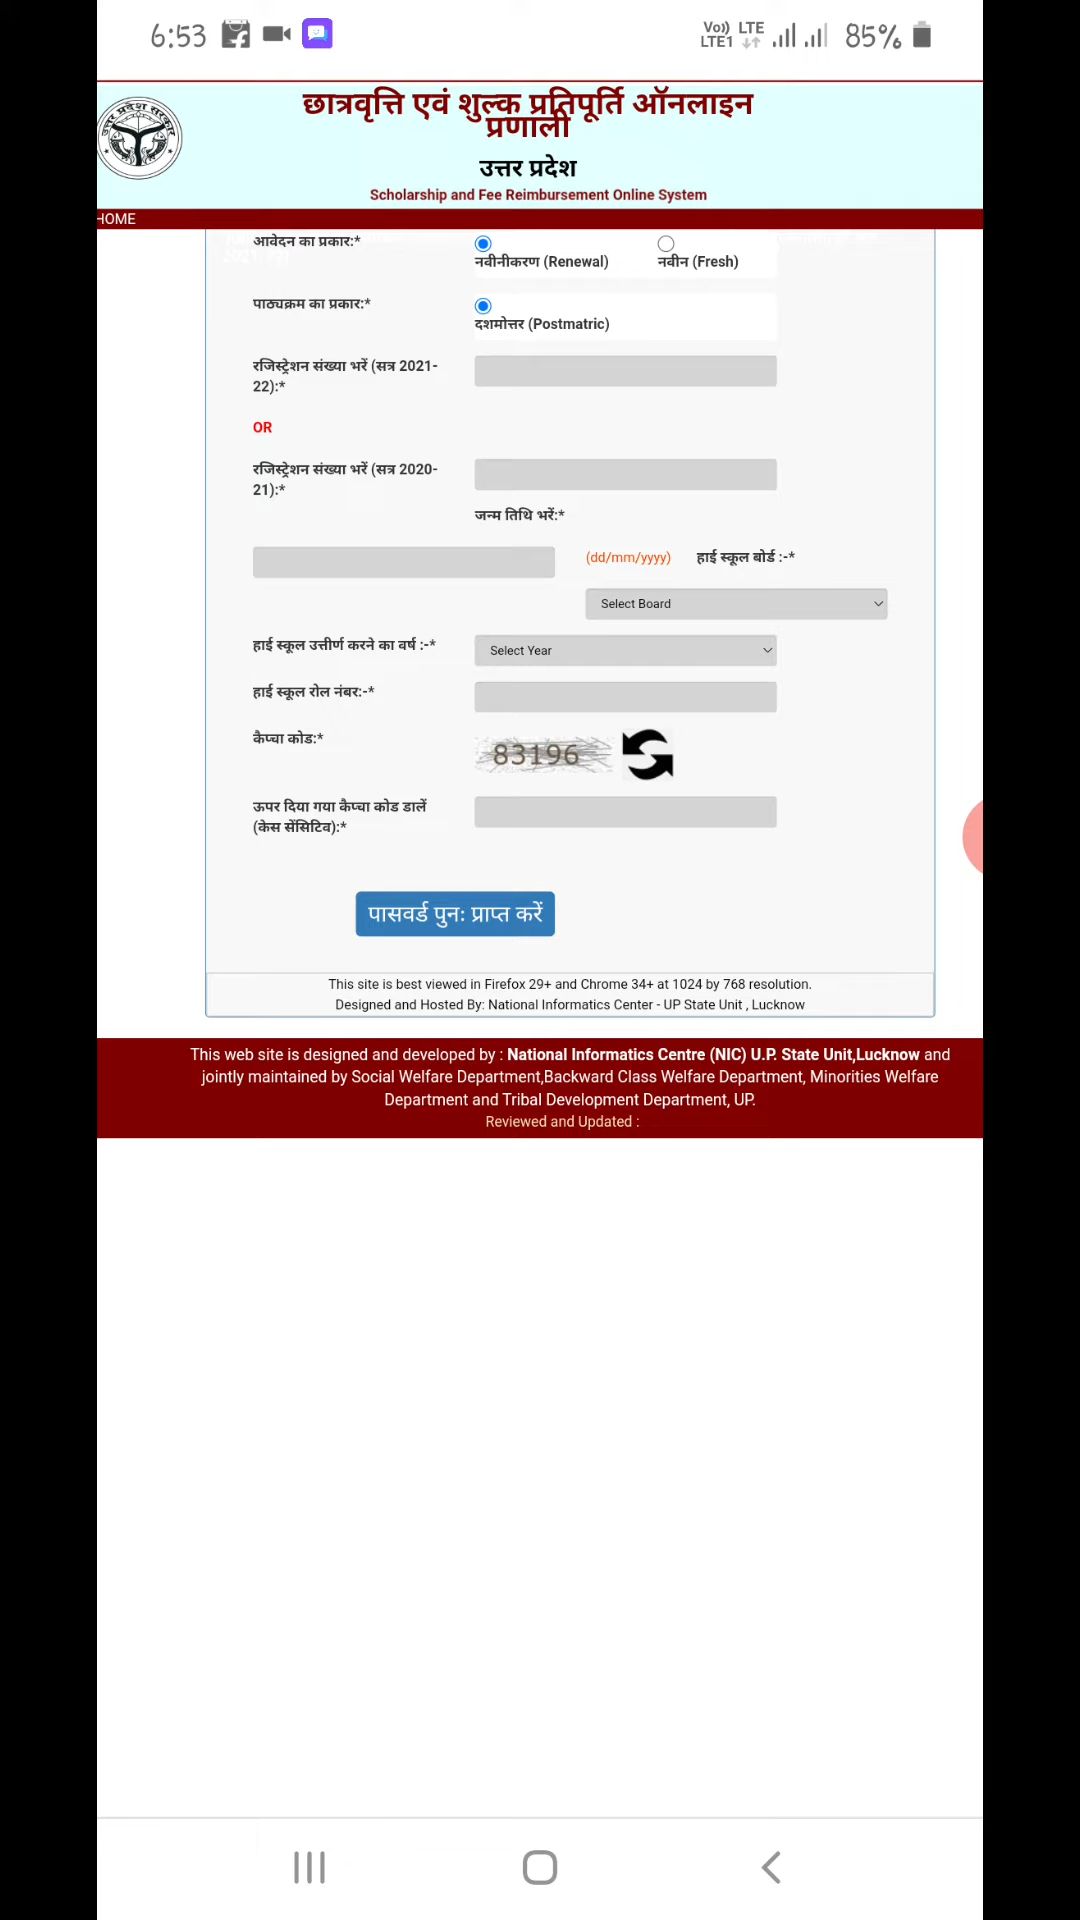 6:53 Vo)) LTE LTE1 85%
छात्रवृत्ति एवं शुल्क प्रतिपूर्ति ऑनलाइन
प्रणाली
उत्तर प्रदेश
Scholarship and Fee Reimbursement Online System
HOME
आवेदन का प्रकार:*
नवीनीकरण (Renewal) नवीन (Fresh)
पाठ्यक्रम का प्रकार:*
दशमोत्तर (Postmatric)
रजिस्ट्रेशन संख्या भरें (सत्र 2021-
22):*
OR
रजिस्ट्रेशन संख्या भरें (सत्र 2020-
21):*
जन्म तिथि भरें:*
(dd/mm/yyyy) हाई स्कूल बोर्ड :-*
Select Board
हाई स्कूल उत्तीर्ण करने का वर्ष :-* Select Year
हाई स्कूल रोल नंबर:-*
कैप्चा कोड:*
83196
ऊपर दिया गया कैप्चा कोड डालें
(केस सेंसिटिव):*
पासवर्ड पुन: प्राप्त करें
This site is best viewed in Firefox 29+ and Chrome 34+ at 1024 by 768 resolution.
Designed and Hosted By: National Informatics Center - UP State Unit , Lucknow
This web site is designed and developed by : National Informatics Centre (NIC) U.P. State Unit,Lucknow and
jointly maintained by Social Welfare Department,Backward Class Welfare Department, Minorities Welfare
Department and Tribal Development Department, UP.
Reviewed and Updated :